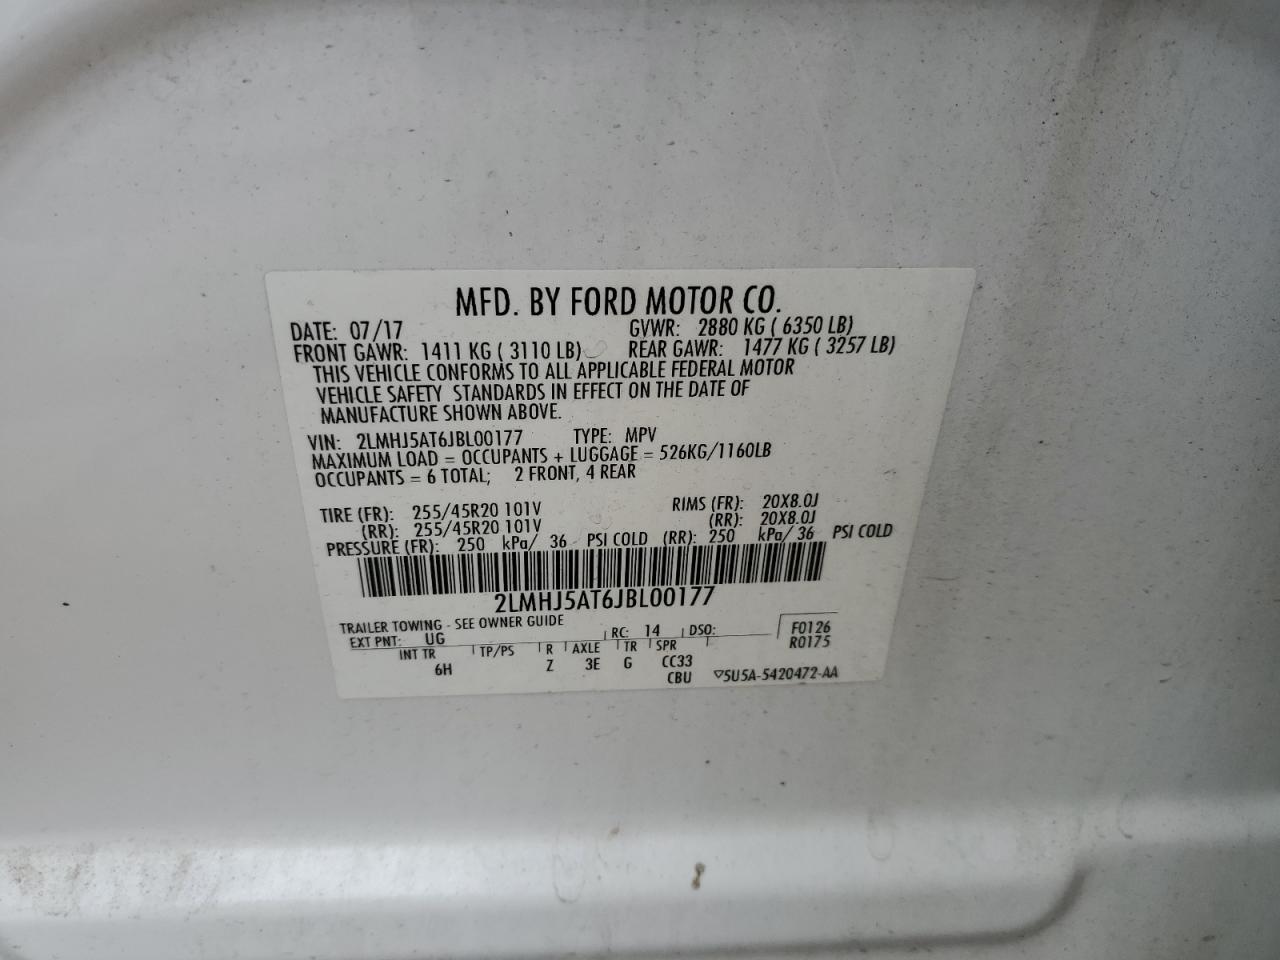 MFD. BY FORD MOTOR CO.
DATE: 07/17 GVWR: 2880 KG ( 6350 LB)
FRONT GAWR: 1411 KG ( 3110 LB) REAR GAWR: 1477 KG ( 3257 LB)
THIS VEHICLE CONFORMS TO ALL APPLICABLE FEDERAL MOTOR
VEHICLE SAFETY STANDARDS IN EFFECT ON THE DATE OF
MANUFACTURE SHOWN ABOVE.
VIN: 2LMHJ5AT6JBL00177 TYPE: MPV
MAXIMUM LOAD = OCCUPANTS + LUGGAGE = 526KG/1160LB
OCCUPANTS = 6 TOTAL; 2 FRONT, 4 REAR
TIRE (FR): 255/45R20 101V RIMS (FR): 20X8.0J
(RR): 255/45R20 101V (RR): 20X8.0J
PRESSURE (FR): 250 kPa/ 36 PSI COLD (RR): 250 kPa/ 36 PSI COLD
2LMHJ5AT6JBL00177
TRAILER TOWING - SEE OWNER GUIDE
EXT PNT: UG RC: 14 DSO: F0126
R0175
INT TR TP/PS R AXLE TR SPR
6H Z 3E G CC33
CBU ▽5U5A-5420472-AA